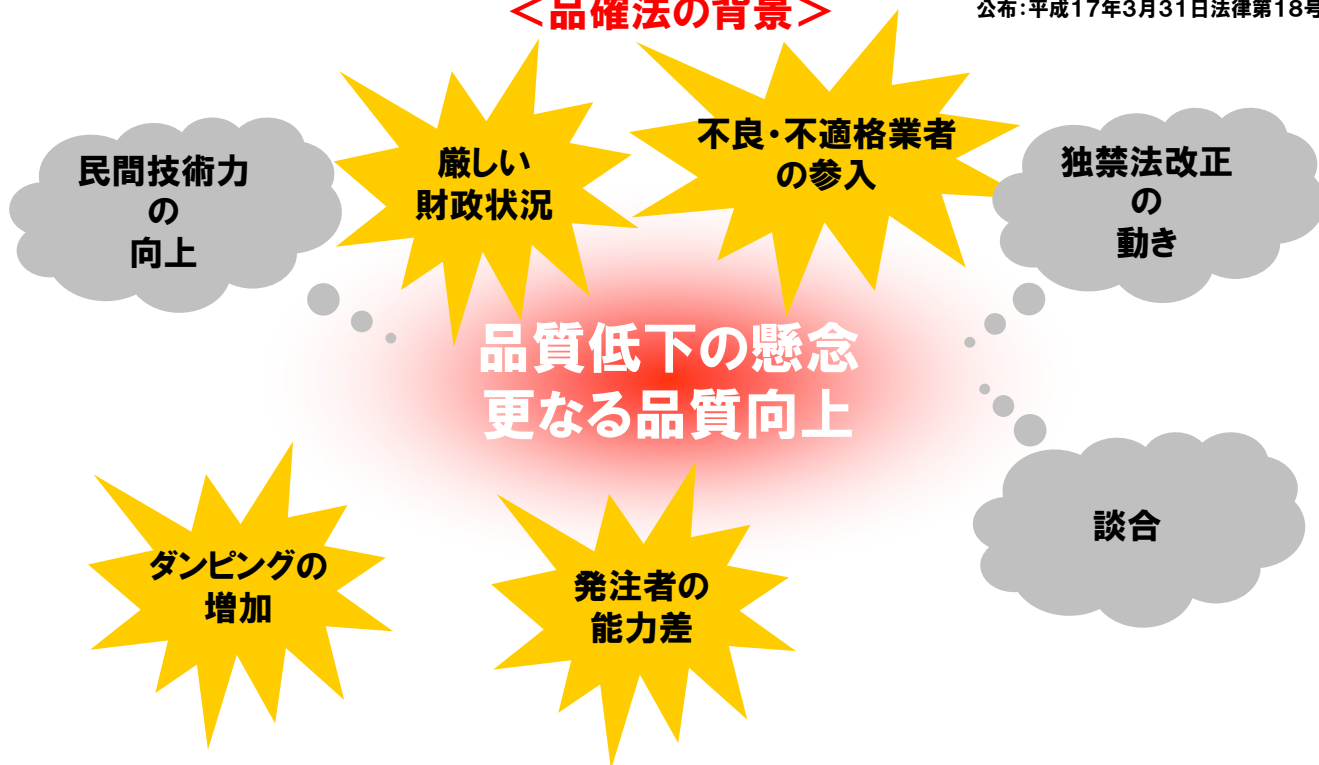 ＜品確法の背景＞
公布：平成１７年３月３１日法律第１８号
民間技術力
の
向上
厳しい
財政状況
不良・不適格業者
の参入
独禁法改正
の
動き
品質低下の懸念
更なる品質向上
ダンピングの
増加
発注者の
能力差
談合